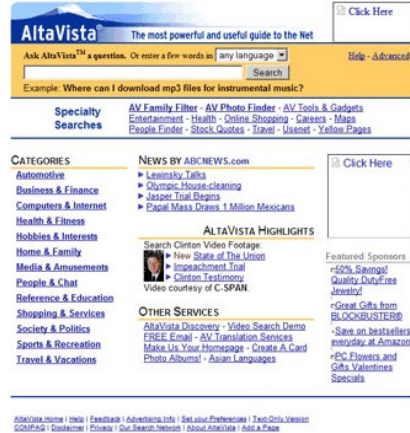 Click Here
AltaVista™
The most powerful and useful guide to the Net
Ask AltaVista™ a question. Or enter a few words in any language
Help - Advanced
Search
Example: Where can I download mp3 files for instrumental music?
Specialty Searches
AV Family Filter - AV Photo Finder - AV Tools & Gadgets
Entertainment - Health - Online Shopping - Careers - Maps
People Finder - Stock Quotes - Travel - Usenet - Yellow Pages
CATEGORIES
Automotive
Business & Finance
Computers & Internet
Health & Fitness
Hobbies & Interests
Home & Family
Media & Amusements
People & Chat
Reference & Education
Shopping & Services
Society & Politics
Sports & Recreation
Travel & Vacations
NEWS BY ABCNEWS.com
Lewinsky Talks
Olympic House-cleaning
Jasper Trial Begins
Papal Mass Draws 1 Million Mexicans
ALTAVISTA HIGHLIGHTS
Search Clinton Video Footage:
New State of The Union
Impeachment Trial
Clinton Testimony
Video courtesy of C-SPAN.
OTHER SERVICES
AltaVista Discovery - Video Search Demo
FREE Email - AV Translation Services
Make Us Your Homepage - Create A Card
Photo Albums! - Asian Languages
Click Here
Featured Sponsors
50% Savings!
Quality DutyFree
Jewelry!
Great Gifts from
BLOCKBUSTER®
Save on bestsellers
everyday at Amazon
PC Flowers and
Gifts Valentines
Specials
AltaVista Home | Help | Feedback | Advertising Info | Set your Preferences | Text-Only Version
COMPAQ | Disclaimer | Privacy | Our Search Network | About AltaVista | Add a Page